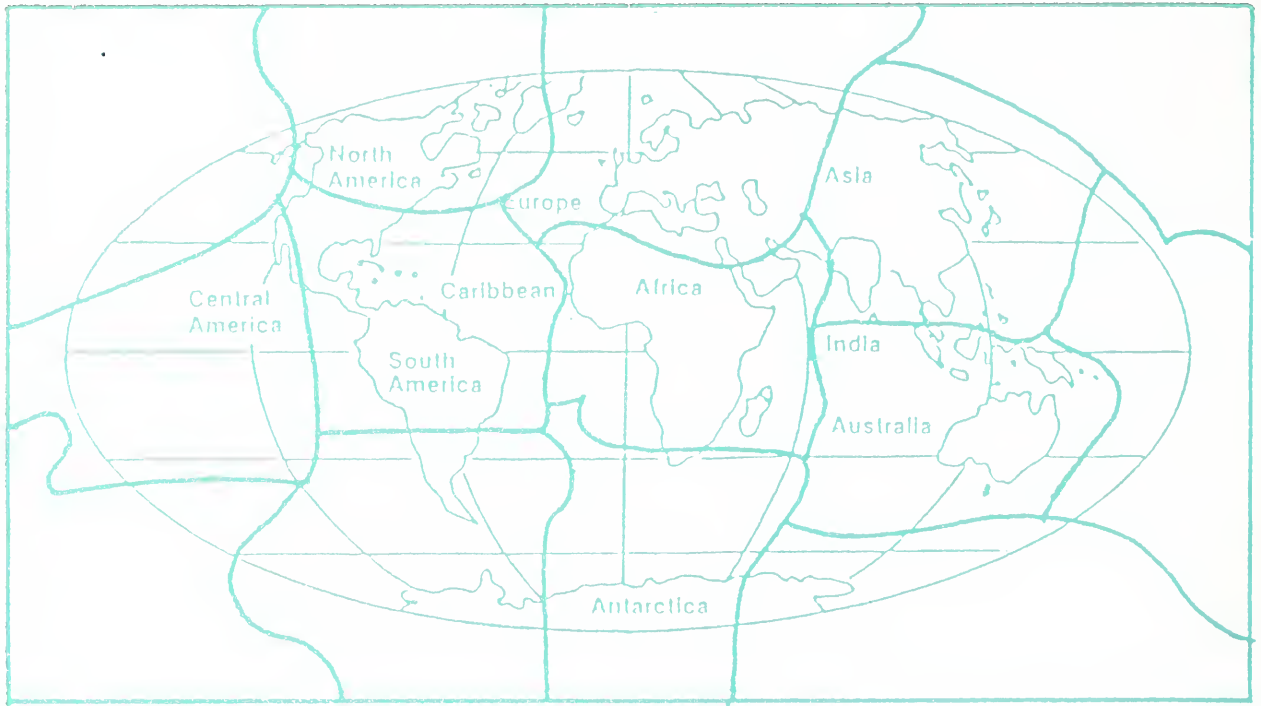 North
America
Europe
Asia
Central
America
Caribbean
Africa
South
America
India
Australia
Antarctica